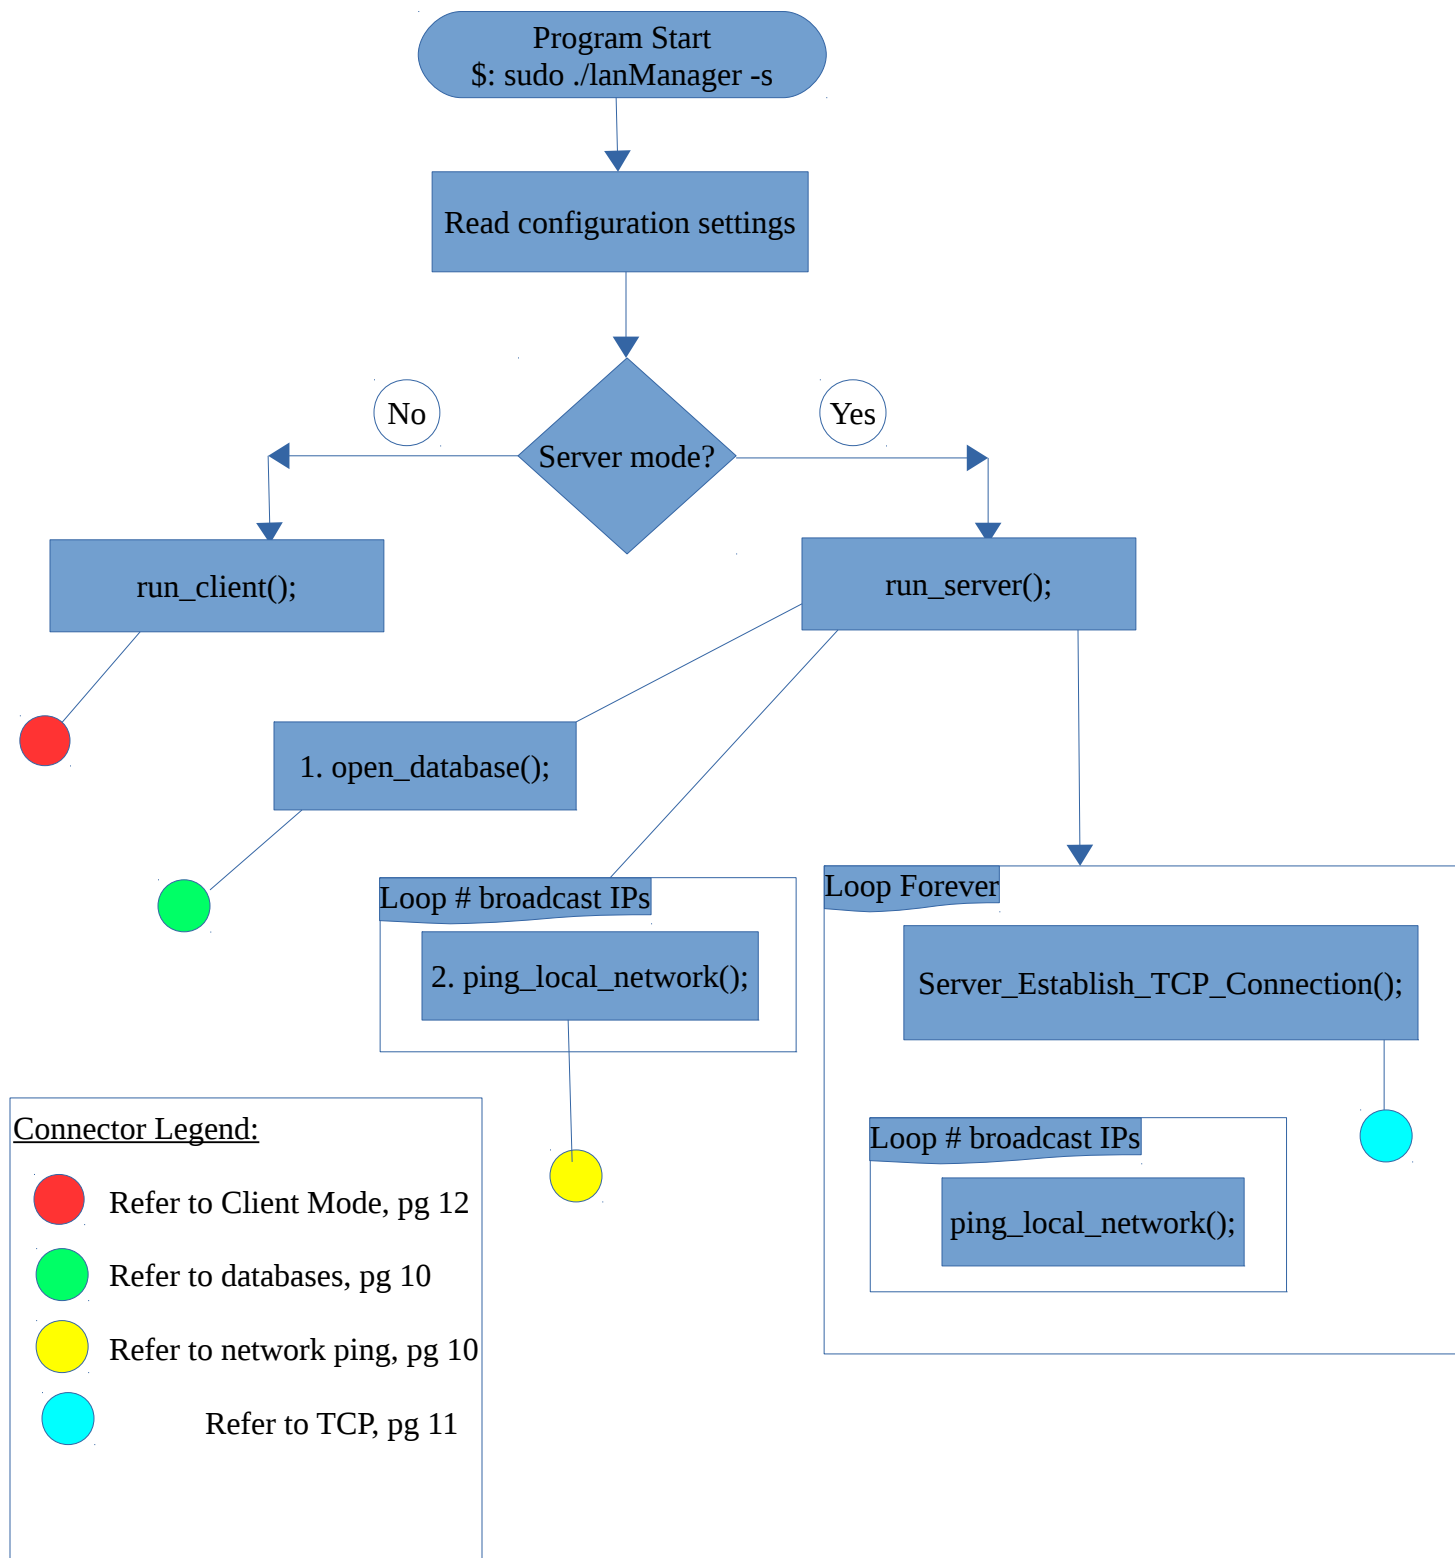 Program Start
$: sudo ./lanManager -s
Read configuration settings
No
Yes
Server mode?
run_client();
run_server();
1. open_database();
Loop # broadcast IPs
2. ping_local_network();
Loop Forever
Server_Establish_TCP_Connection();
Loop # broadcast IPs
ping_local_network();
Connector Legend:
Refer to Client Mode, pg 12
Refer to databases, pg 10
Refer to network ping, pg 10
Refer to TCP, pg 11